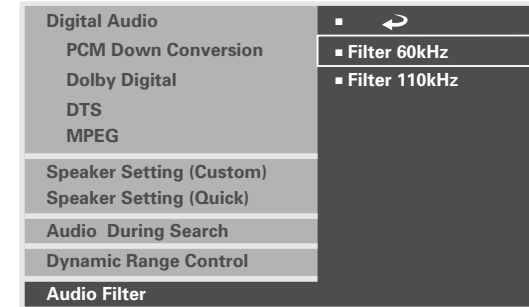 Digital Audio
PCM Down Conversion
Dolby Digital
DTS
MPEG
Speaker Setting (Custom)
Speaker Setting (Quick)
Audio During Search
Dynamic Range Control
Audio Filter
Filter 60kHz
Filter 110kHz